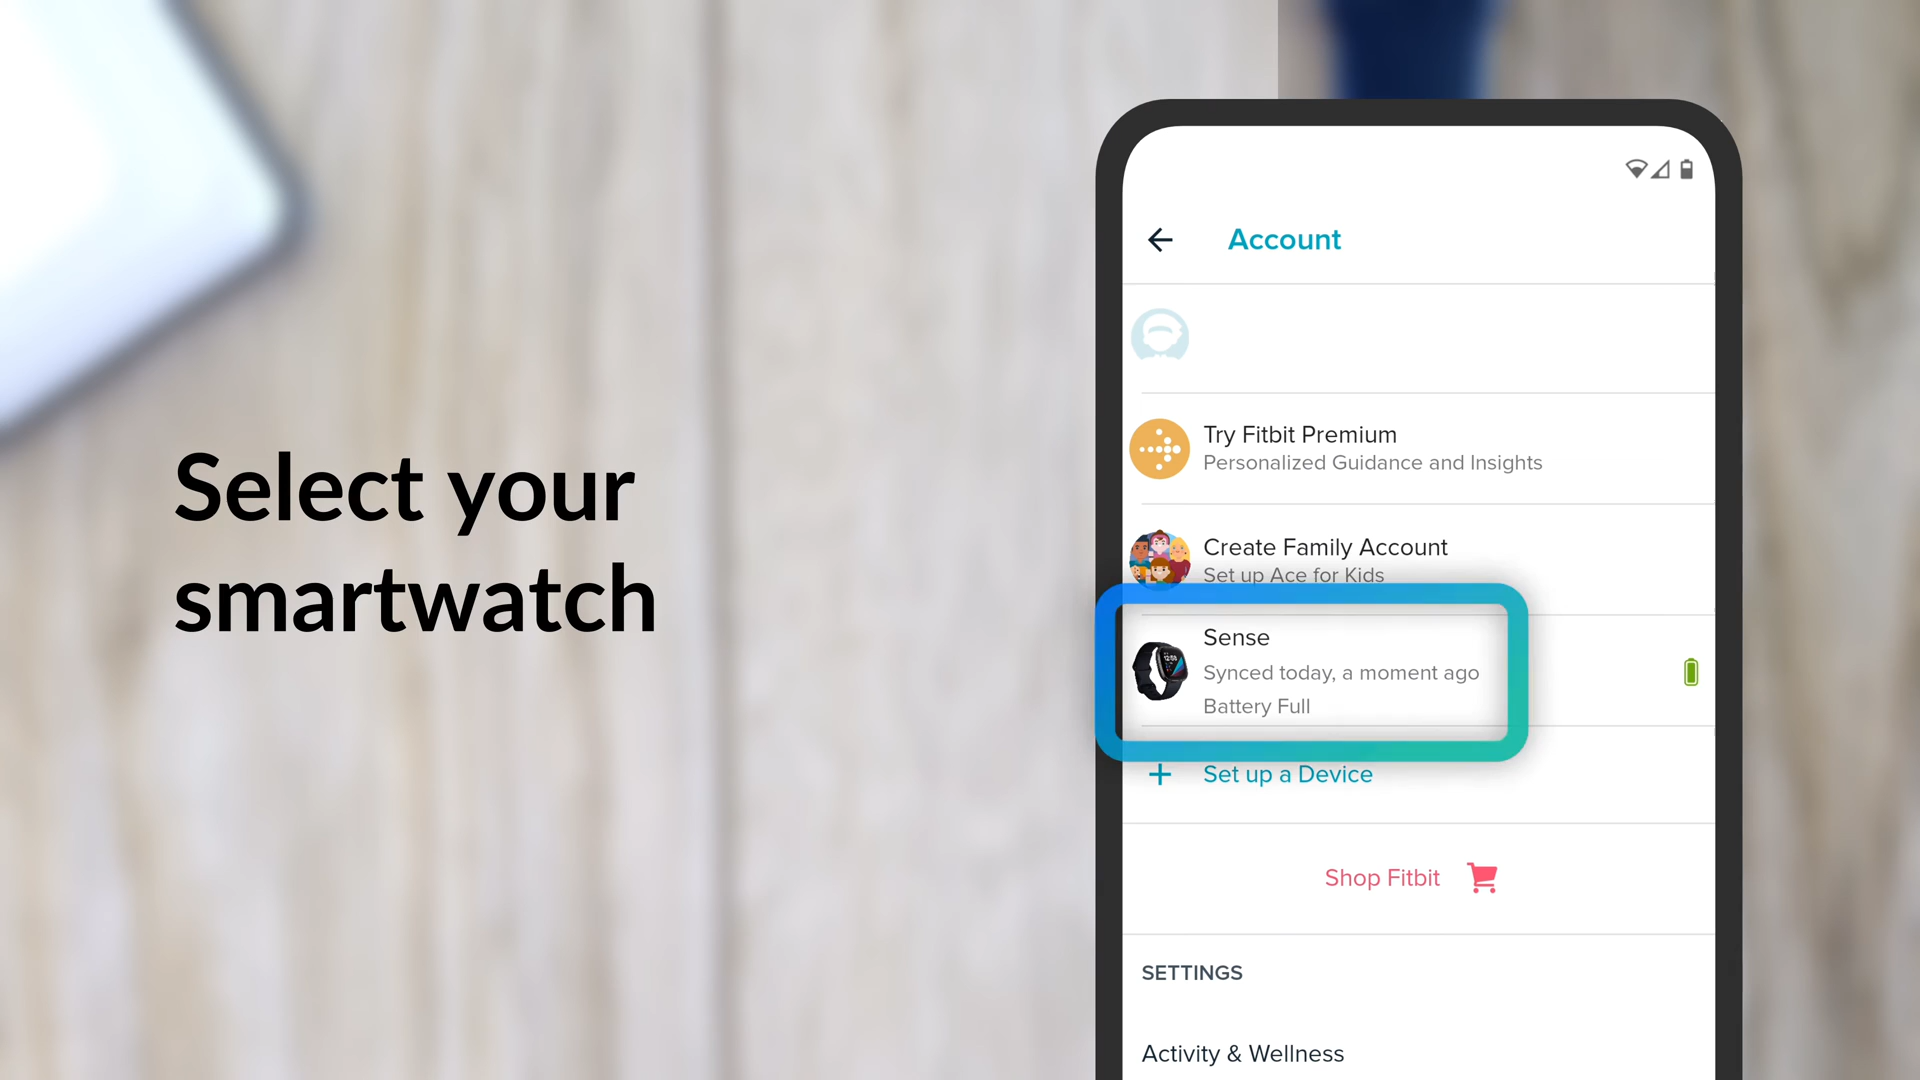 Select your
smartwatch
Account
Try Fitbit Premium
Personalized Guidance and Insights
Create Family Account
Set up Ace for Kids
Sense
Synced today, a moment ago
Battery Full
+ Set up a Device
Shop Fitbit
SETTINGS
Activity & Wellness